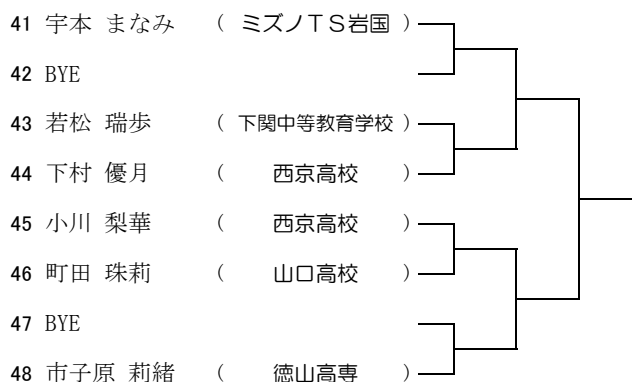 41 宇本 まなみ （ ミズノＴＳ岩国 ）
42 BYE
43 若松 瑞歩 （ 下関中等教育学校 ）
44 下村 優月 （ 西京高校 ）
45 小川 梨華 （ 西京高校 ）
46 町田 珠莉 （ 山口高校 ）
47 BYE
48 市子原 莉緒 （ 徳山高専 ）